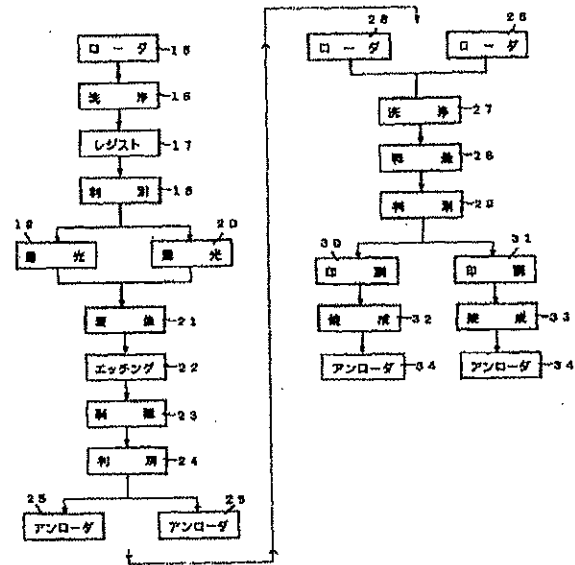 ローダ 15
洗浄 16
レジスト 17
判別 18
19 20
露光 露光
現像 21
エッチング 22
剥離 23
判別 24
25 25
アンローダ アンローダ
26 26
ローダ ローダ
洗浄 27
乾燥 28
判別 29
30 31
印刷 印刷
焼成 32 焼成 33
アンローダ 34 アンローダ 34